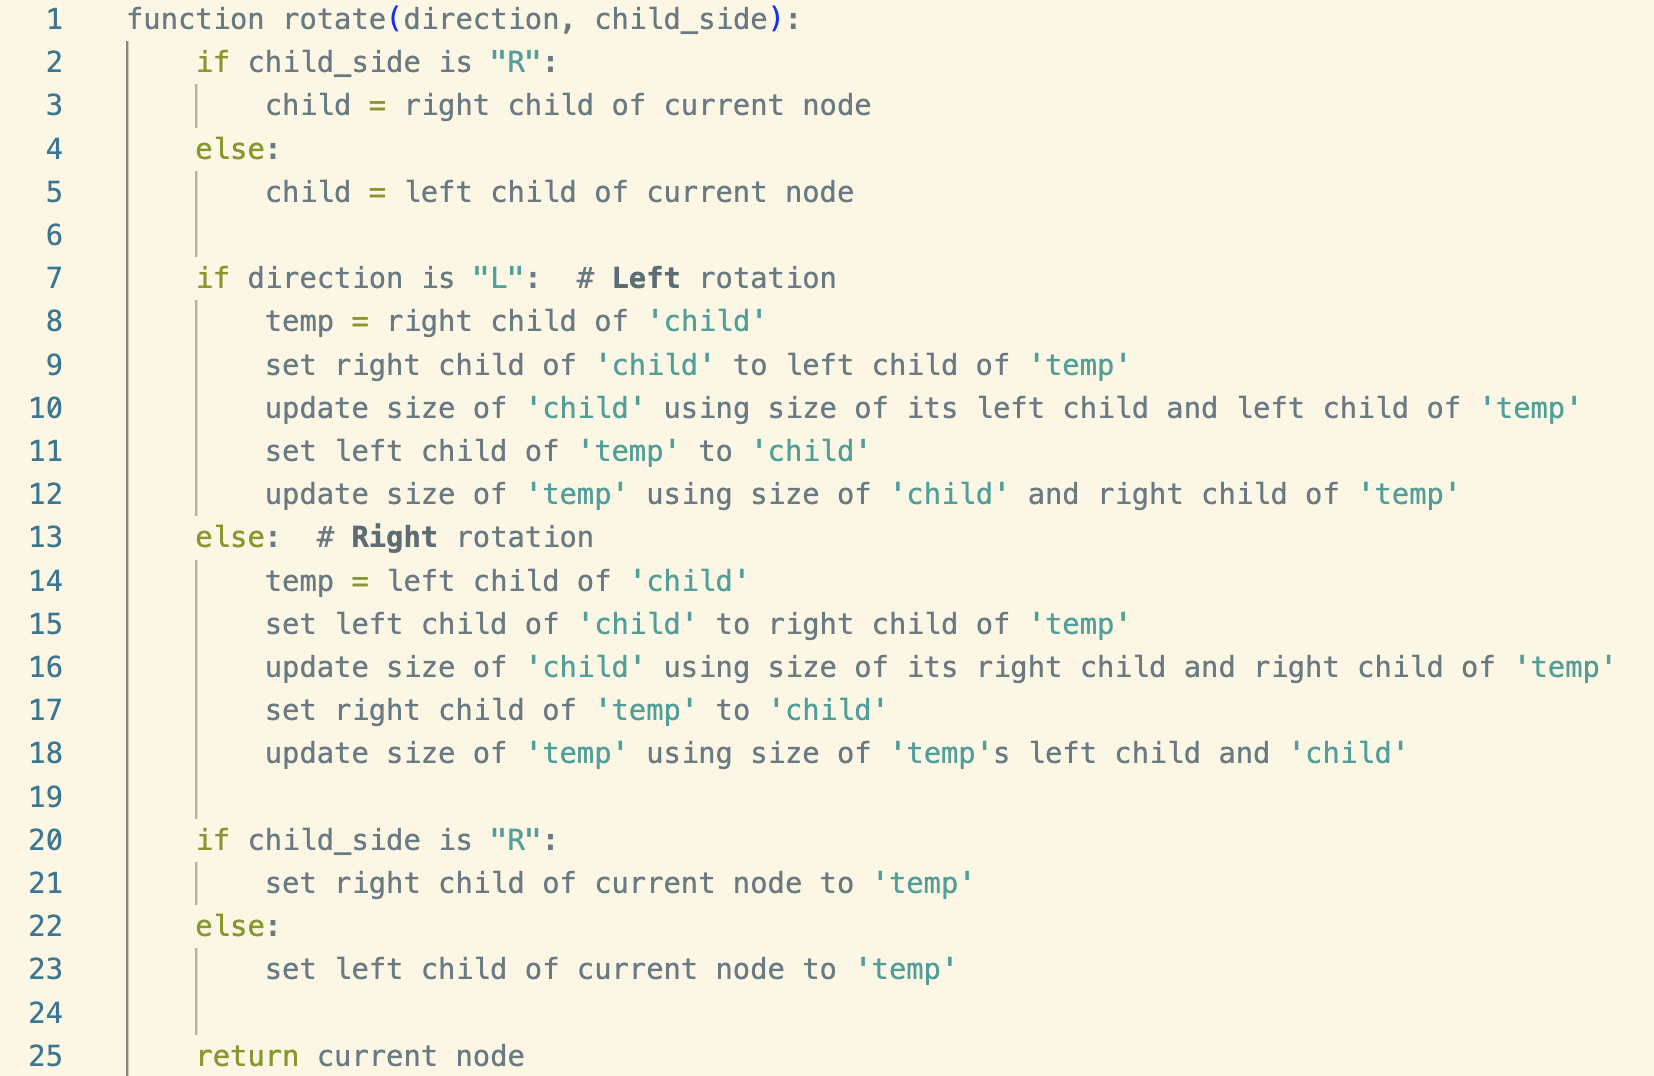 1 function rotate(direction, child_side):
2 if child_side is "R":
3 child = right child of current node
4 else:
5 child = left child of current node
6
7 if direction is "L":  # Left rotation
8 temp = right child of 'child'
9 set right child of 'child' to left child of 'temp'
10 update size of 'child' using size of its left child and left child of 'temp'
11 set left child of 'temp' to 'child'
12 update size of 'temp' using size of 'child' and right child of 'temp'
13 else:  # Right rotation
14 temp = left child of 'child'
15 set left child of 'child' to right child of 'temp'
16 update size of 'child' using size of its right child and right child of 'temp'
17 set right child of 'temp' to 'child'
18 update size of 'temp' using size of 'temp's left child and 'child'
19
20 if child_side is "R":
21 set right child of current node to 'temp'
22 else:
23 set left child of current node to 'temp'
24
25 return current node